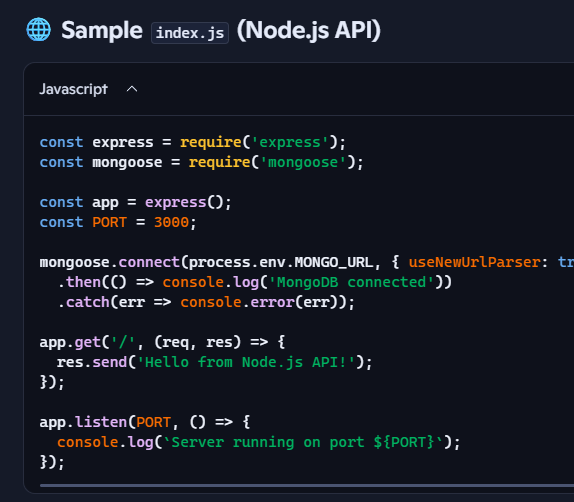 Sample index.js (Node.js API)
Javascript
const express = require('express');
const mongoose = require('mongoose');
const app = express();
const PORT = 3000;
mongoose.connect(process.env.MONGO_URL, { useNewUrlParser: tr
  .then(() => console.log('MongoDB connected'))
  .catch(err => console.error(err));
app.get('/', (req, res) => {
  res.send('Hello from Node.js API!');
});
app.listen(PORT, () => {
  console.log(`Server running on port ${PORT}`);
});